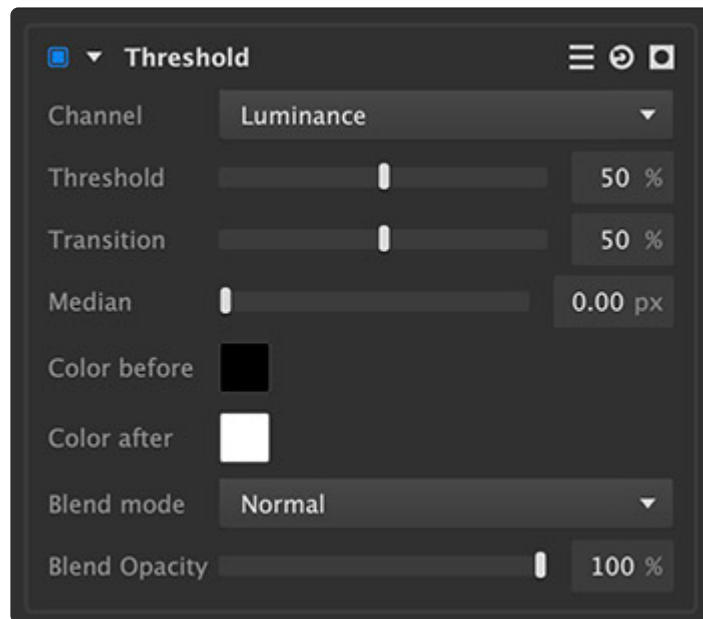 Threshold
Channel Luminance
Threshold 50 %
Transition 50 %
Median 0.00 px
Color before
Color after
Blend mode Normal
Blend Opacity 100 %